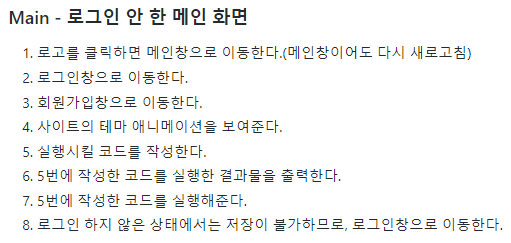 Main - 로그인 안 한 메인 화면
1. 로고를 클릭하면 메인창으로 이동한다.(메인창이어도 다시 새로고침)
2. 로그인창으로 이동한다.
3. 회원가입창으로 이동한다.
4. 사이트의 테마 애니메이션을 보여준다.
5. 실행시킬 코드를 작성한다.
6. 5번에 작성한 코드를 실행한 결과물을 출력한다.
7. 5번에 작성한 코드를 실행해준다.
8. 로그인 하지 않은 상태에서는 저장이 불가하므로, 로그인창으로 이동한다.